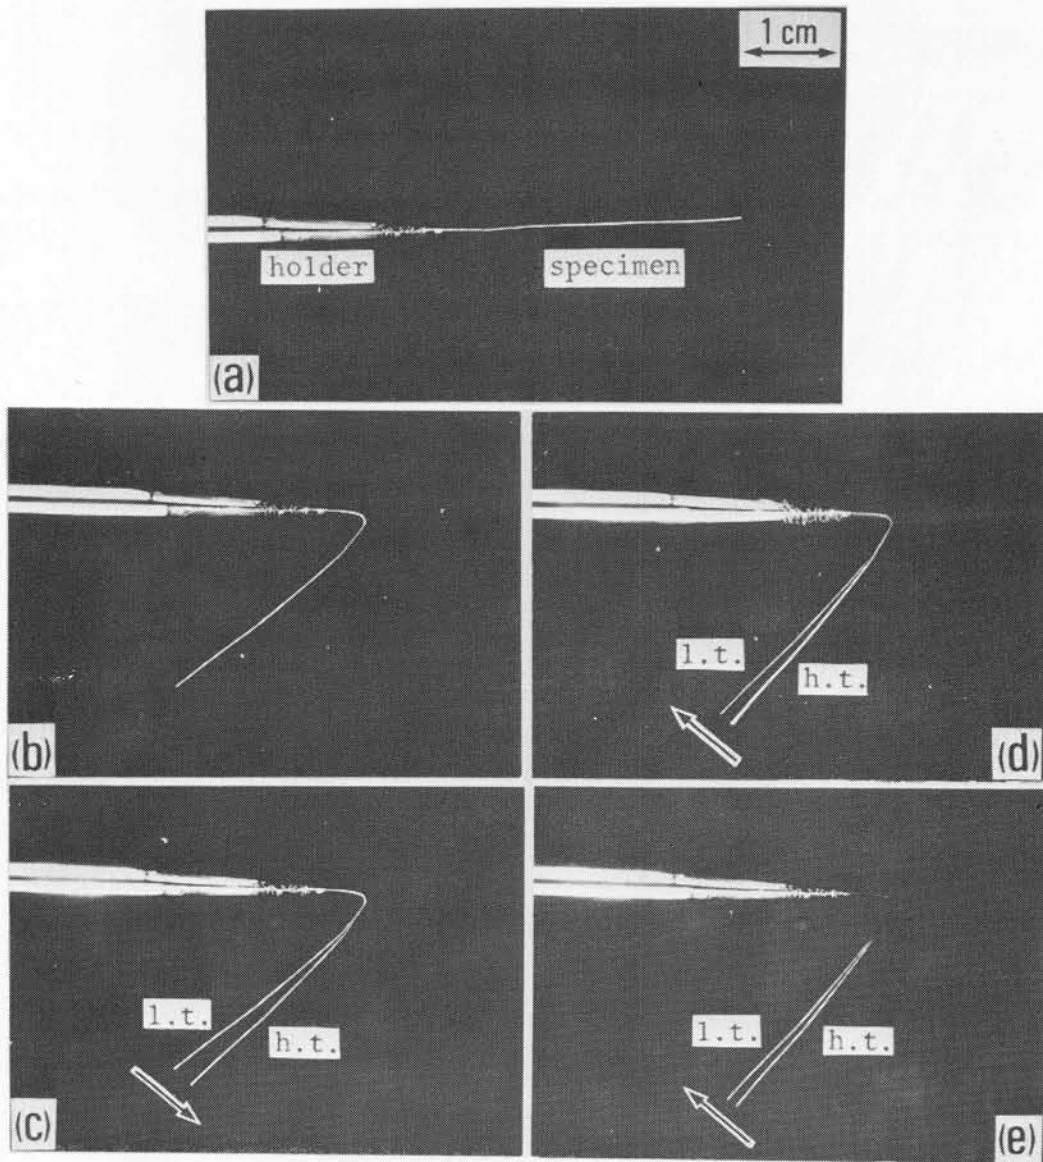 1 cm
holder
specimen
(a)
(b)
l.t.
h.t.
(d)
l.t.
h.t.
(c)
l.t.
h.t.
(e)